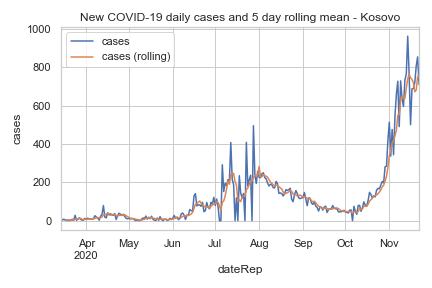 New COVID-19 daily cases and 5 day rolling mean - Kosovo
cases
cases (rolling)
1000
800
600
400
200
0
cases
Apr May Jun Jul Aug Sep Oct Nov
2020
dateRep